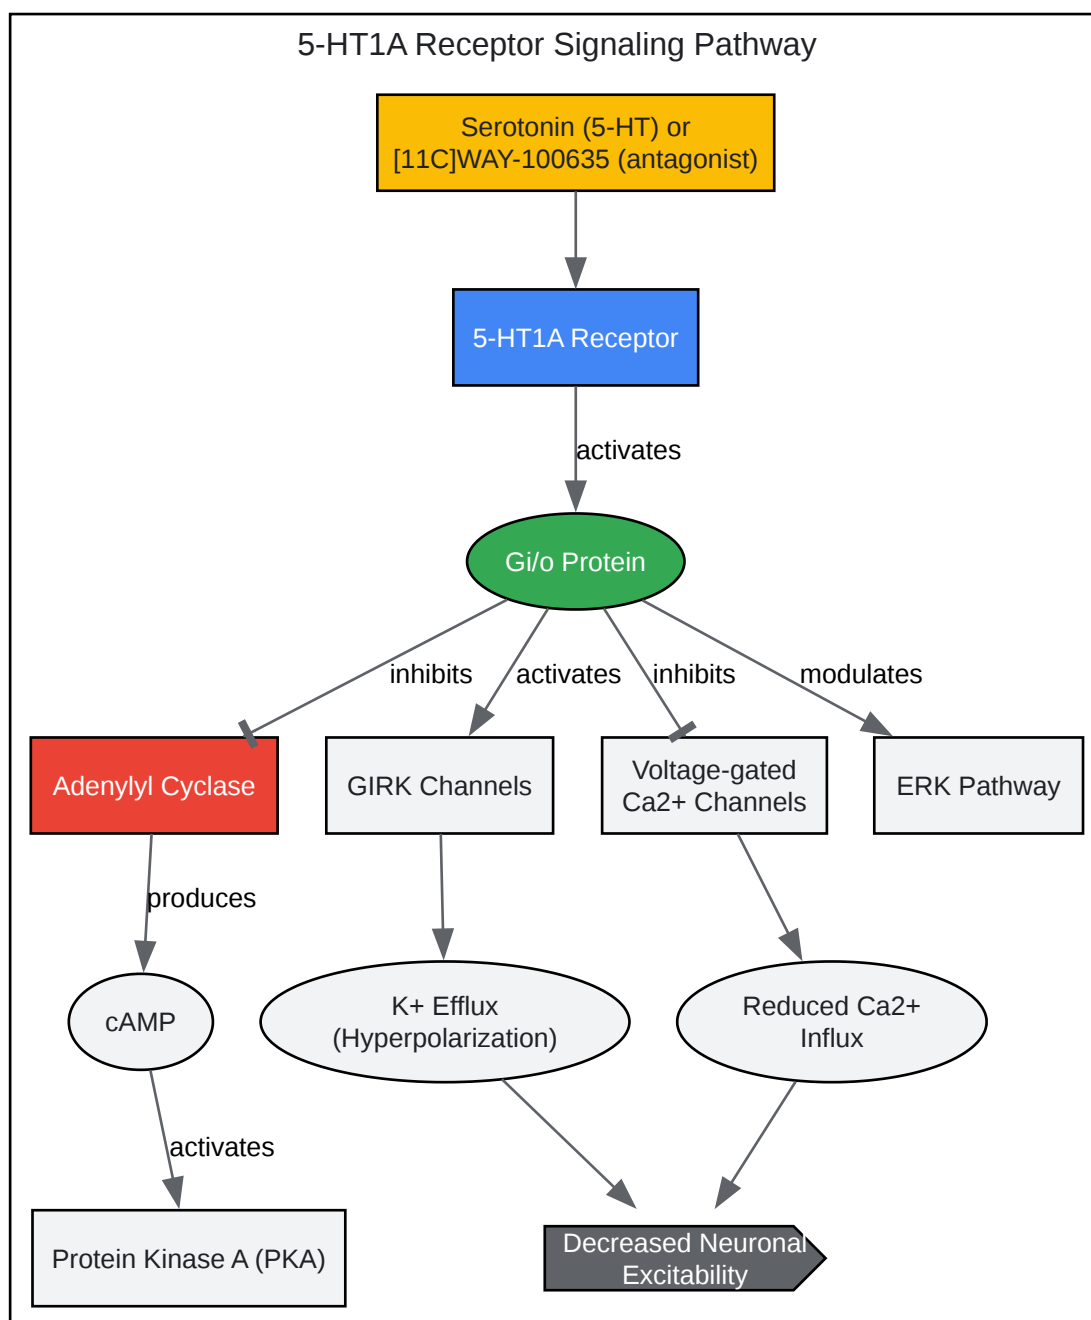 5-HT1A Receptor Signaling Pathway
Serotonin (5-HT) or
[11C]WAY-100635 (antagonist)
5-HT1A Receptor
activates
Gi/o Protein
inhibits
activates
inhibits
modulates
Adenylyl Cyclase
GIRK Channels
Voltage-gated
Ca2+ Channels
ERK Pathway
produces
cAMP
K+ Efflux
(Hyperpolarization)
Reduced Ca2+
Influx
activates
Protein Kinase A (PKA)
Decreased Neuronal
Excitability